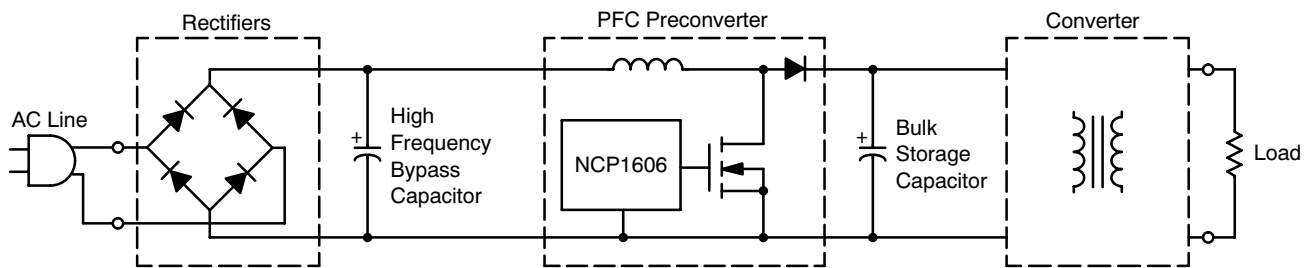 Rectifiers
PFC Preconverter
Converter
AC Line
+
High
Frequency
Bypass
Capacitor
NCP1606
+
Bulk
Storage
Capacitor
Load